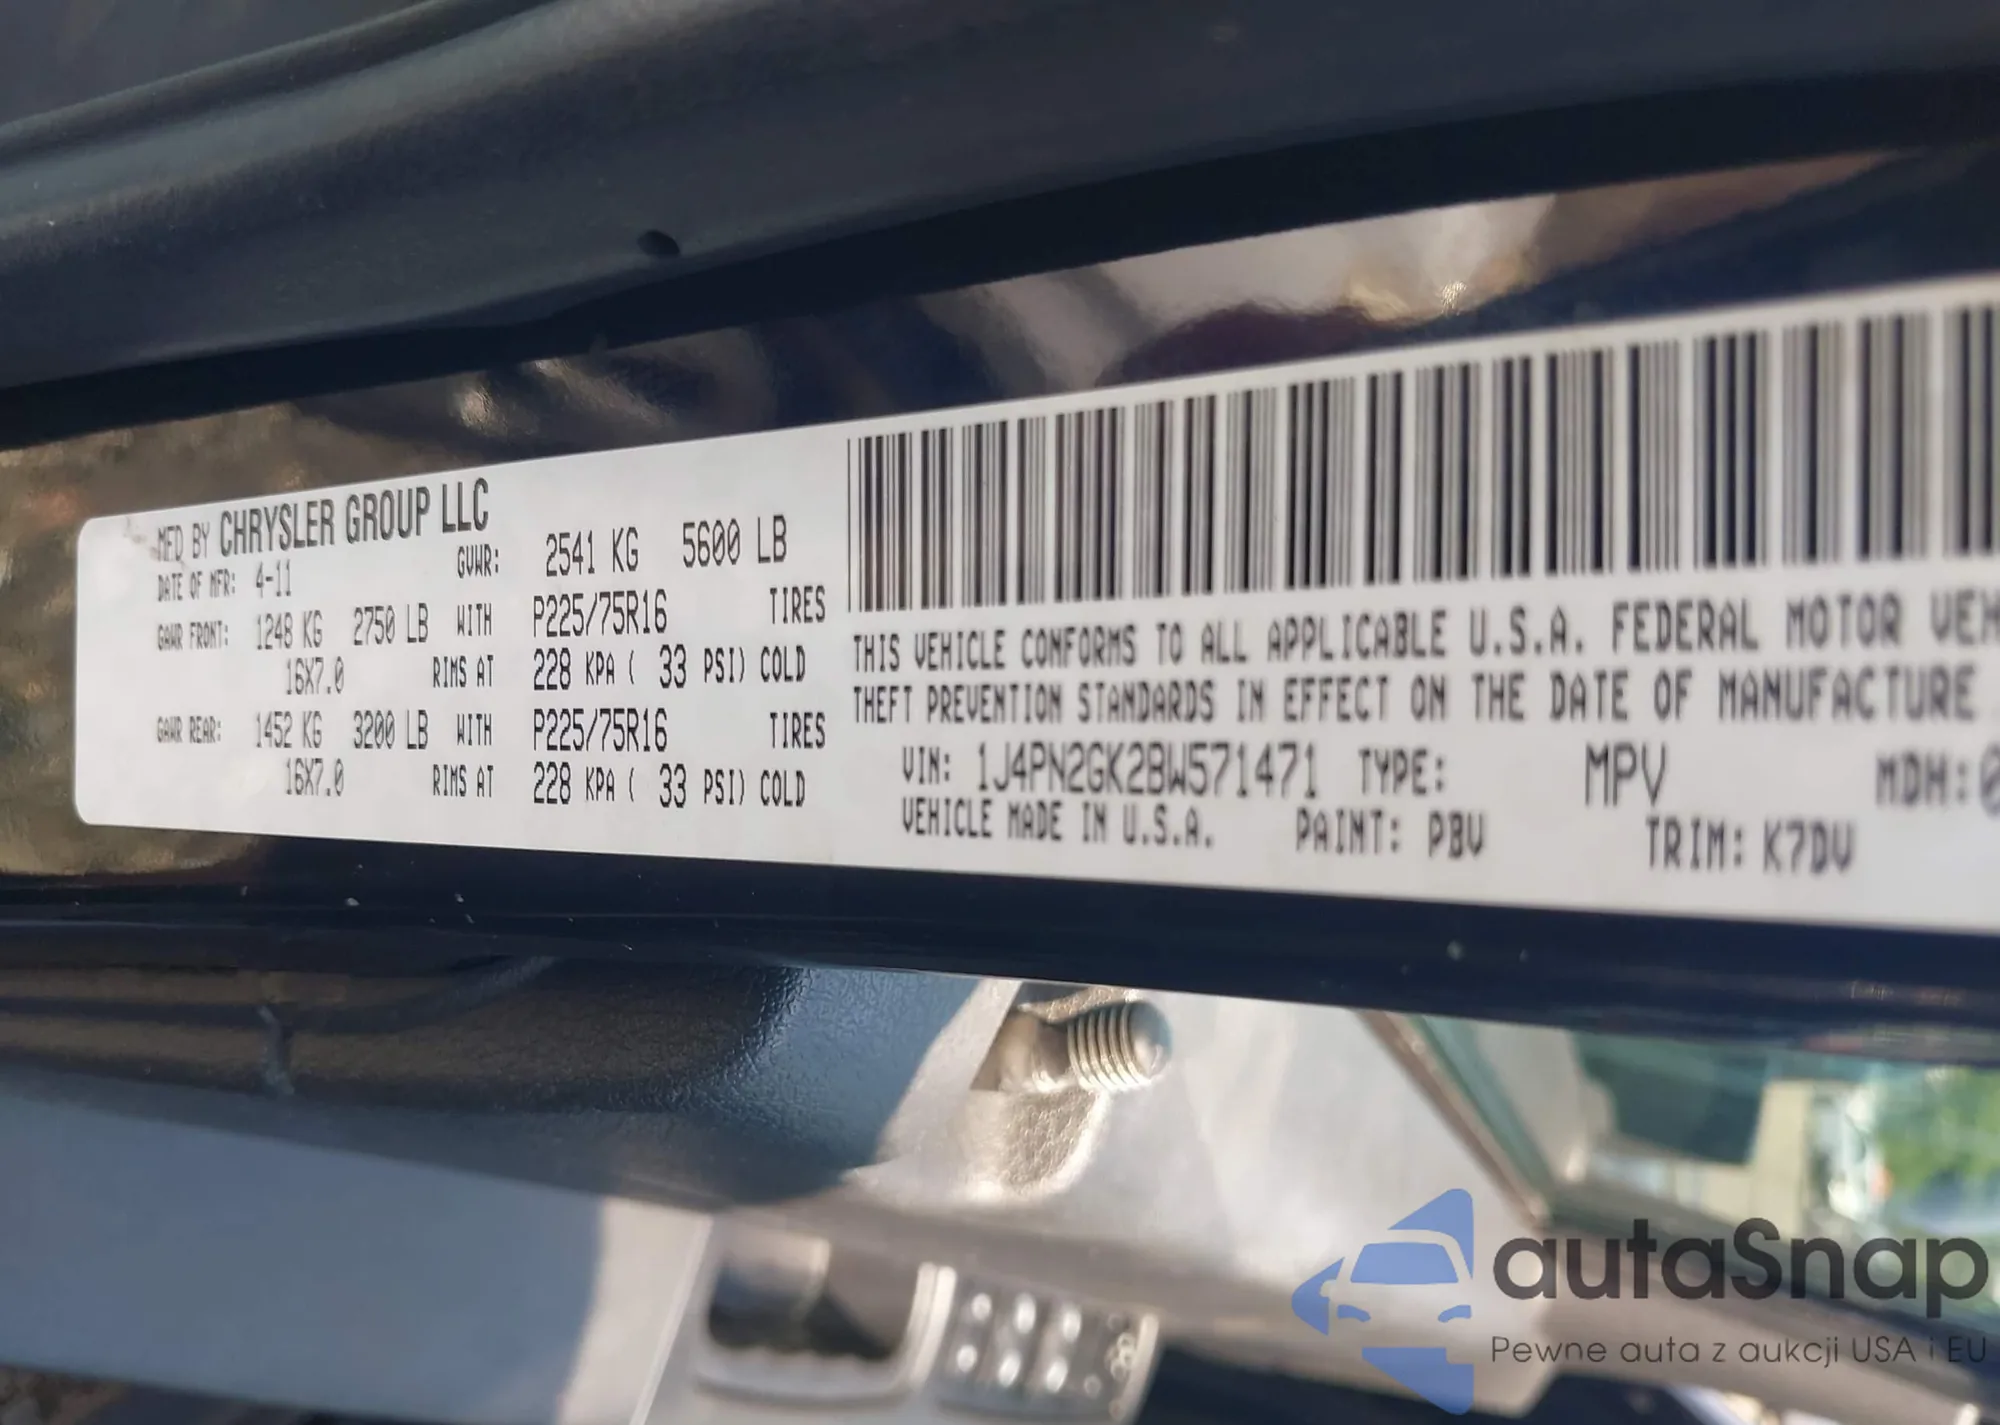 MFD BY CHRYSLER GROUP LLC
DATE OF MFR: 4-11 GVWR: 2541 KG 5600 LB
GAWR FRONT: 1248 KG 2750 LB WITH P225/75R16 TIRES
16X7.0 RIMS AT 228 KPA ( 33 PSI) COLD
GAWR REAR: 1452 KG 3200 LB WITH P225/75R16 TIRES
16X7.0 RIMS AT 228 KPA ( 33 PSI) COLD
THIS VEHICLE CONFORMS TO ALL APPLICABLE U.S.A. FEDERAL MOTOR VEH
THEFT PREVENTION STANDARDS IN EFFECT ON THE DATE OF MANUFACTURE
VIN: 1J4PN2GK2BW571471 TYPE: MPV MDH: 0
VEHICLE MADE IN U.S.A. PAINT: PBV TRIM: K7DV
autaSnap
Pewne auta z aukcji USA i EU